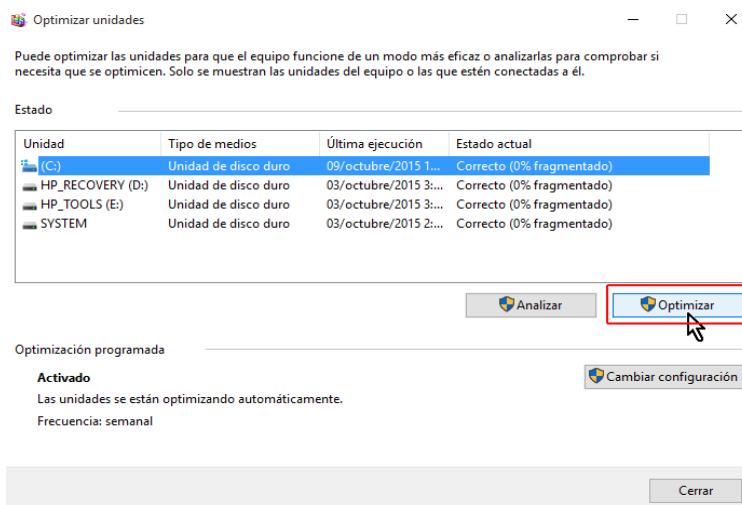 Optimizar unidades
Puede optimizar las unidades para que el equipo funcione de un modo más eficaz o analizarlas para comprobar si
necesita que se optimicen. Solo se muestran las unidades del equipo o las que estén conectadas a él.
Estado
Unidad Tipo de medios Última ejecución Estado actual
(C:) Unidad de disco duro 09/octubre/2015 1... Correcto (0% fragmentado)
HP_RECOVERY (D:) Unidad de disco duro 03/octubre/2015 3:... Correcto (0% fragmentado)
HP_TOOLS (E:) Unidad de disco duro 03/octubre/2015 3:... Correcto (0% fragmentado)
SYSTEM Unidad de disco duro 03/octubre/2015 2:... Correcto (0% fragmentado)
Analizar Optimizar
Optimización programada
Activado Cambiar configuración
Las unidades se están optimizando automáticamente.
Frecuencia: semanal
Cerrar